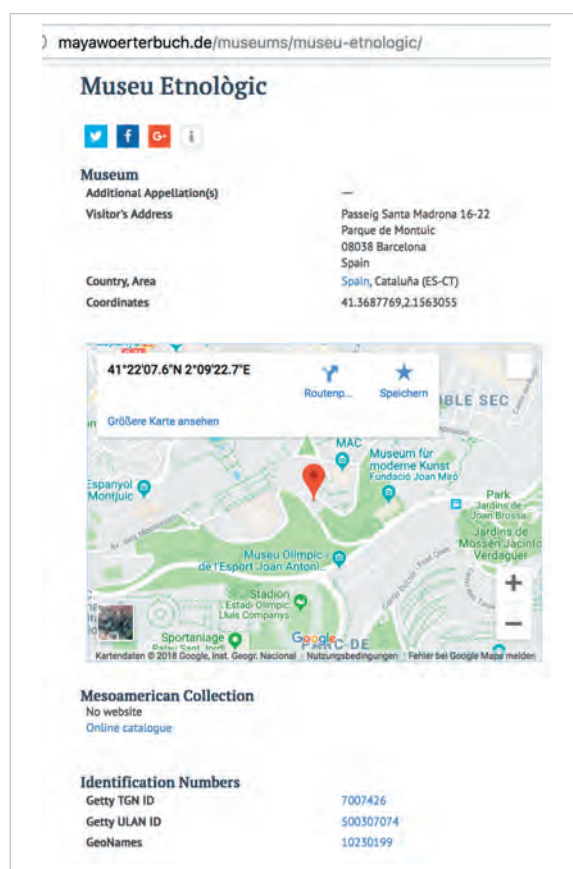 mayawoerterbuch.de/museums/museu-etnologic/
Museu Etnològic
Museum
Additional Appellation(s) —
Visitor's Address Passeig Santa Madrona 16-22
Parque de Montuic
08038 Barcelona
Spain
Country, Area Spain, Cataluña (ES-CT)
Coordinates 41.3687769,2.1563055
41°22'07.6"N 2°09'22.7"E
Routenp... Speichern
Größere Karte ansehen
BLE SEC
MAC
Museum für
moderne Kunst
Fundació Joan Miró
Espanyol
Montjuïc
Park
Jardins de
Joan Brossa
Jardins de
Mossèn Jacinto
Verdaguer
Av. dels Montanyans
Museu Olímpic i
de l'Esport Joan Antoni...
Stadion
Estadi Olímpic
Lluís Companys
Sportanlage
Palau Sant Jordi
Google
PARC DE
Kartendaten © 2018 Google, Inst. Geogr. Nacional Nutzungsbedingungen Fehler bei Google Maps melden
Mesoamerican Collection
No website
Online catalogue
Identification Numbers
Getty TGN ID 7007426
Getty ULAN ID 500307074
GeoNames 10230199